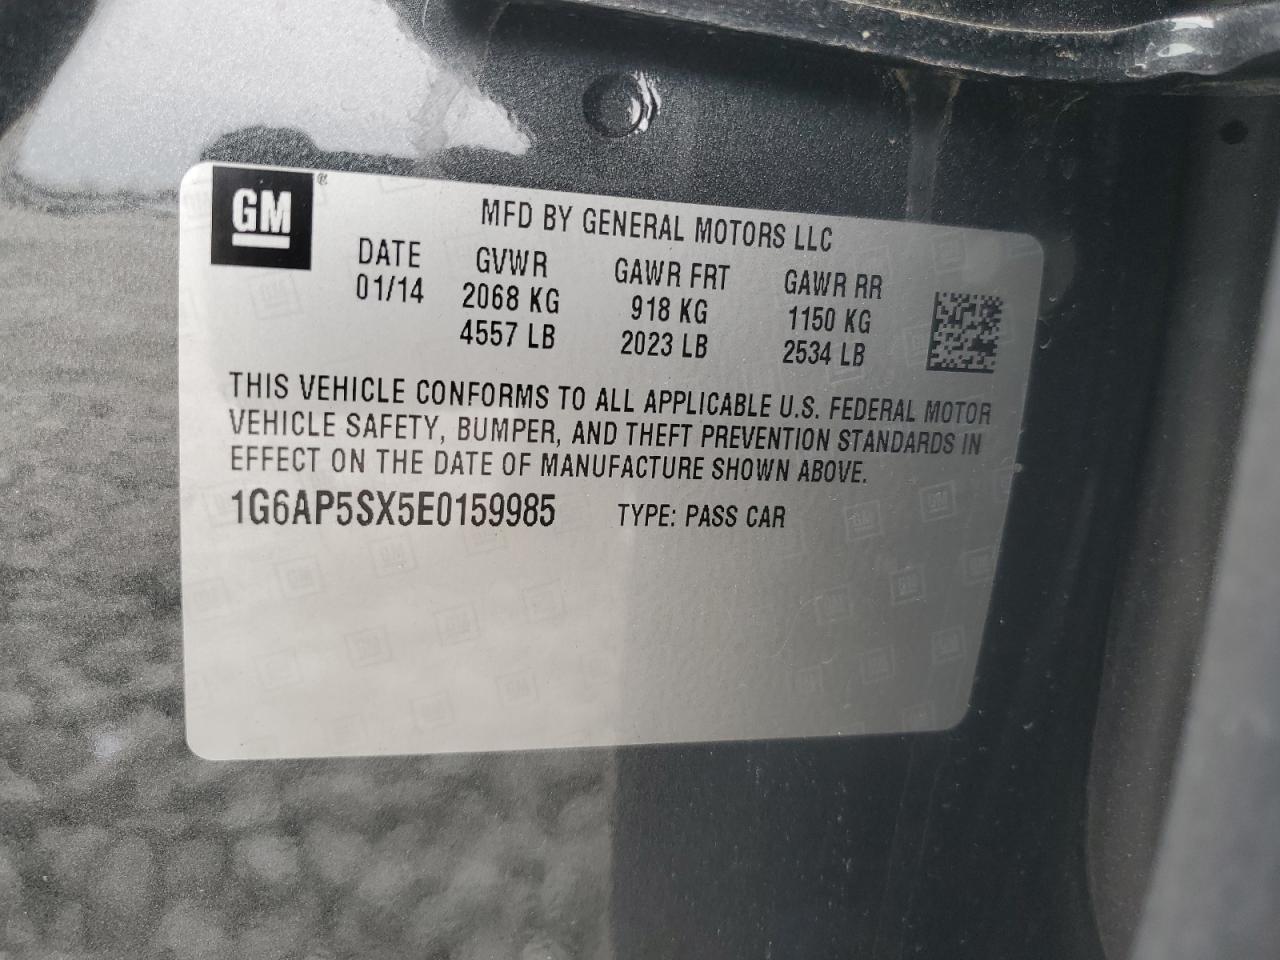 GM®
MFD BY GENERAL MOTORS LLC
DATE GVWR GAWR FRT GAWR RR
01/14 2068 KG 918 KG 1150 KG
4557 LB 2023 LB 2534 LB
THIS VEHICLE CONFORMS TO ALL APPLICABLE U.S. FEDERAL MOTOR
VEHICLE SAFETY, BUMPER, AND THEFT PREVENTION STANDARDS IN
EFFECT ON THE DATE OF MANUFACTURE SHOWN ABOVE.
1G6AP5SX5E0159985 TYPE: PASS CAR